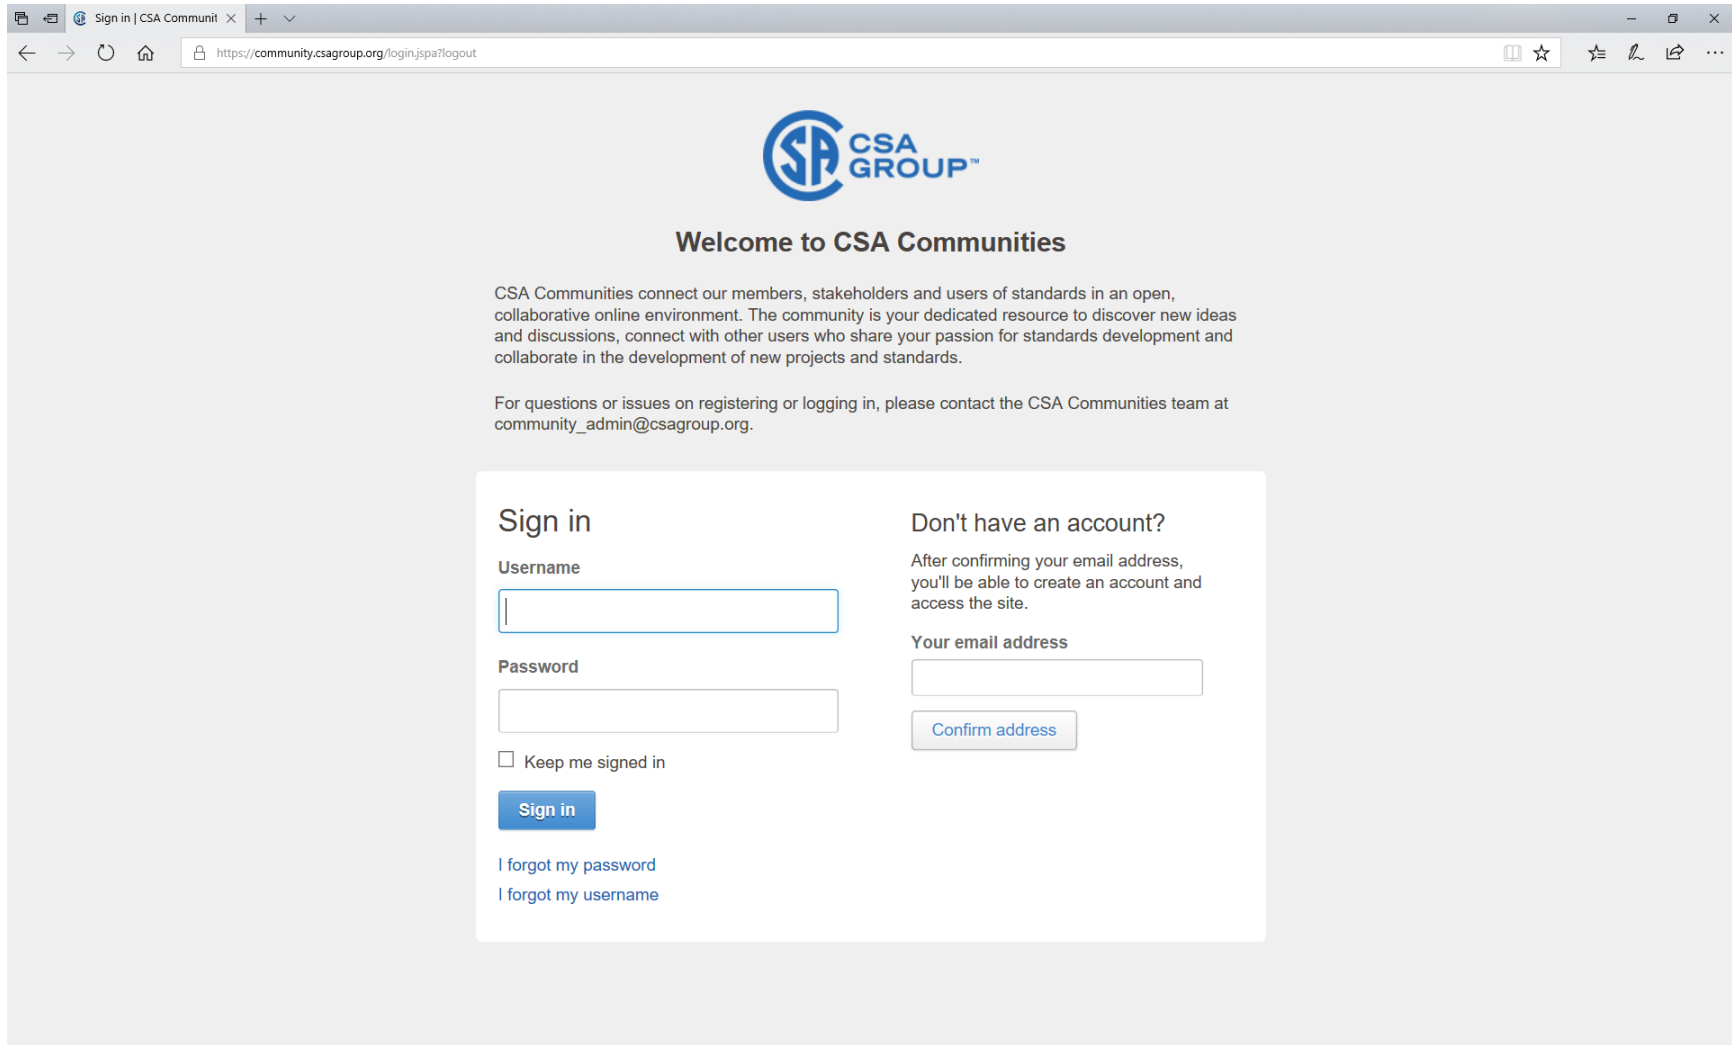 Sign in | CSA Communit
https://community.csagroup.org/login.jspa?logout
CSA
GROUP™
Welcome to CSA Communities
CSA Communities connect our members, stakeholders and users of standards in an open,
collaborative online environment. The community is your dedicated resource to discover new ideas
and discussions, connect with other users who share your passion for standards development and
collaborate in the development of new projects and standards.
For questions or issues on registering or logging in, please contact the CSA Communities team at
community_admin@csagroup.org.
Sign in
Username
Password
Keep me signed in
Sign in
I forgot my password
I forgot my username
Don't have an account?
After confirming your email address,
you'll be able to create an account and
access the site.
Your email address
Confirm address